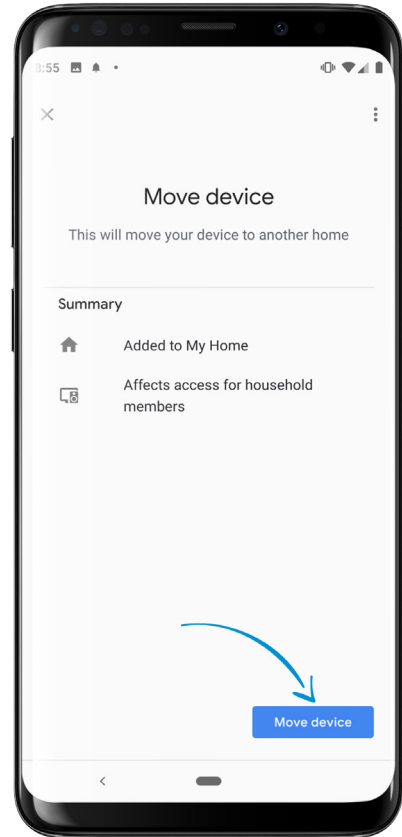 8:55
Move device
This will move your device to another home
Summary
Added to My Home
Affects access for household
members
Move device